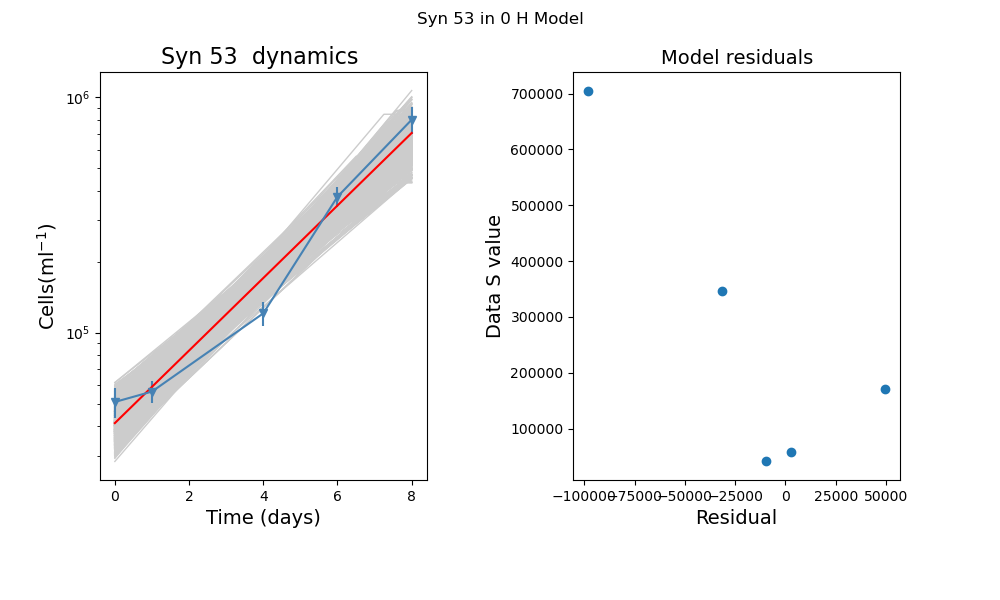 Syn 53 in 0 H Model
Syn 53  dynamics
Model residuals
10^6
10^5
Cells(ml^{-1})
0 2 4 6 8
Time (days)
700000
600000
500000
400000
300000
200000
100000
Data S value
−100000 −75000 −50000 −25000 0 25000 50000
Residual